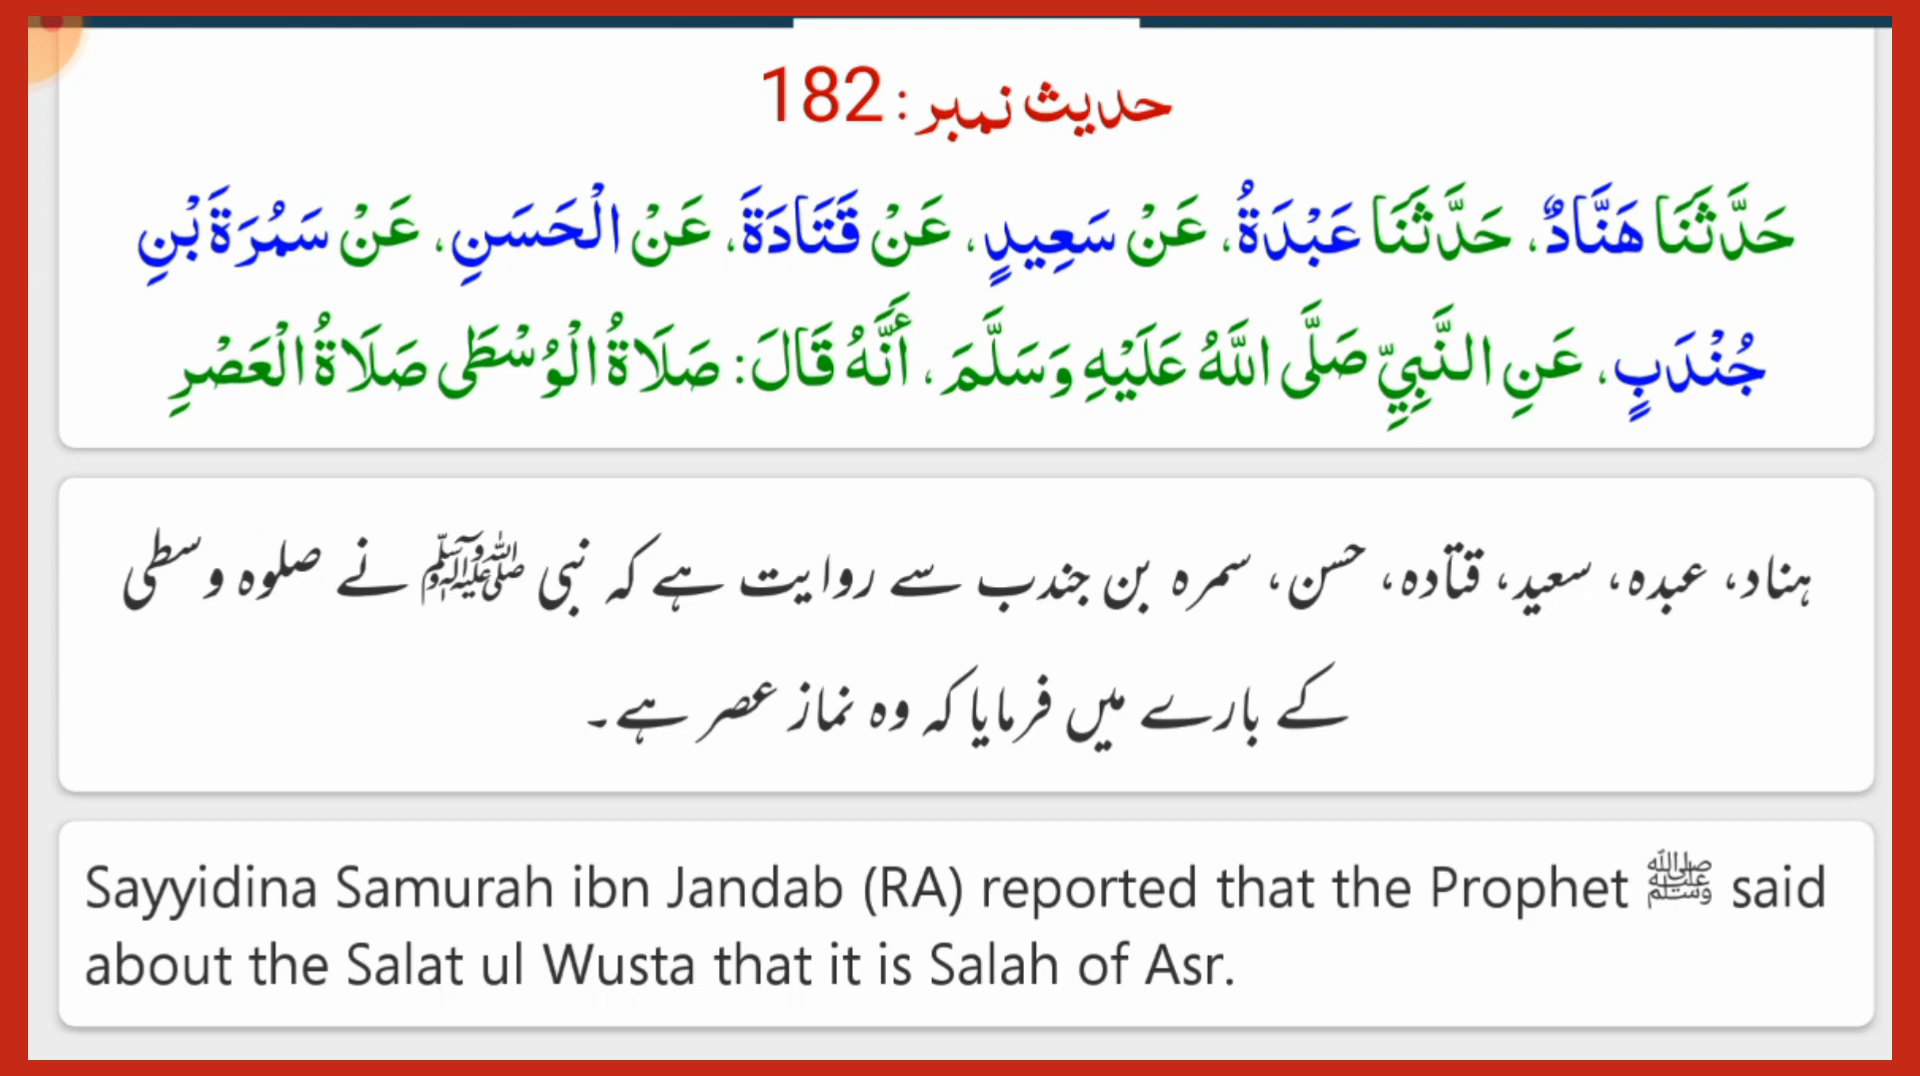 حدیث نمبر : 182
حَدَّثَنَا هَنَّادٌ، حَدَّثَنَا عَبْدَةُ، عَنْ سَعِيدٍ، عَنْ قَتَادَةَ، عَنْ الْحَسَنِ، عَنْ سَمُرَةَ بْنِ
جُنْدَبٍ، عَنِ النَّبِيِّ صَلَّى اللَّهُ عَلَيْهِ وَسَلَّمَ، أَنَّهُ قَالَ: صَلَاةُ الْوُسْطَى صَلَاةُ الْعَصْرِ
ہناد، عبدہ، سعید، قتادہ، حسن، سمرہ بن جندب سے روایت ہے کہ نبی ﷺ نے صلوہ وسطی
کے بارے میں فرمایا کہ وہ نماز عصر ہے۔
Sayyidina Samurah ibn Jandab (RA) reported that the Prophet ﷺ said
about the Salat ul Wusta that it is Salah of Asr.